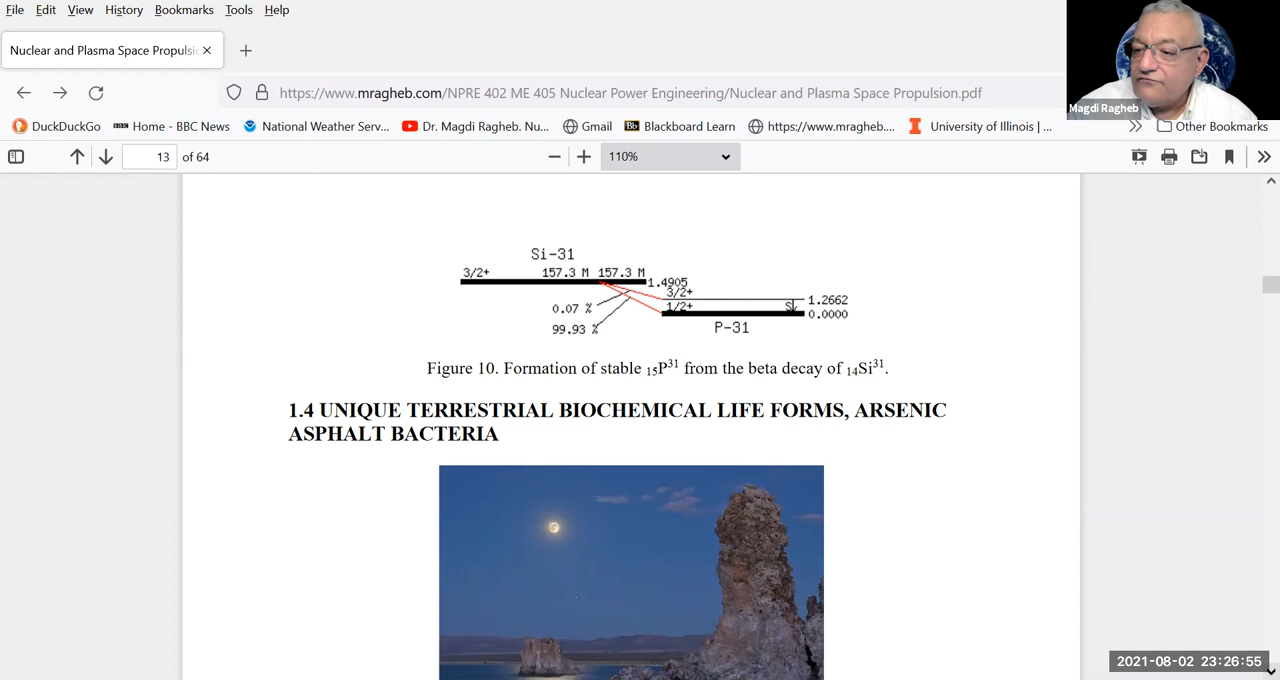 File Edit View History Bookmarks Tools Help
Nuclear and Plasma Space Propulsi
https://www.mragheb.com/NPRE 402 ME 405 Nuclear Power Engineering/Nuclear and Plasma Space Propulsion.pdf
Magdi Ragheb
DuckDuckGo BBC Home - BBC News National Weather Serv... Dr. Magdi Ragheb. Nu... Gmail Bb Blackboard Learn https://www.mragheb.... I University of Illinois |... Other Bookmarks
13 of 64 110%
Si-31
3/2+ 157.3 M 157.3 M
1.4905
3/2+
1.2662
0.07 %
1/2+ S
0.0000
99.93 %
P-31
Figure 10. Formation of stable 15P31 from the beta decay of 14Si31.
1.4 UNIQUE TERRESTRIAL BIOCHEMICAL LIFE FORMS, ARSENIC
ASPHALT BACTERIA
2021-08-02 23:26:55